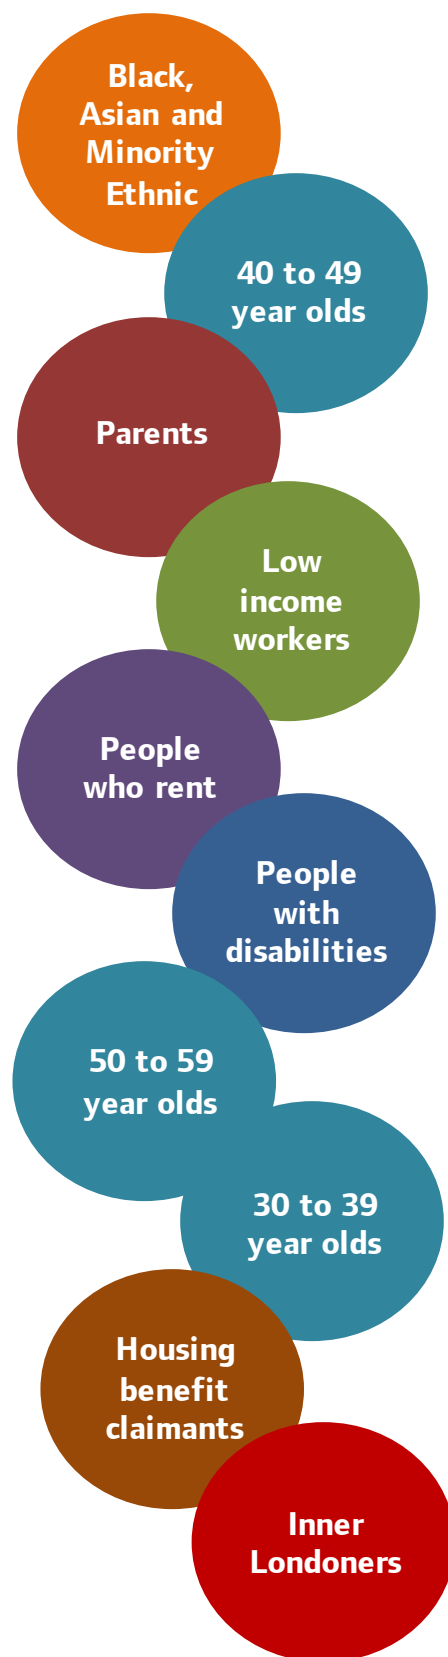 Black,
Asian and
Minority
Ethnic
40 to 49
year olds
Parents
Low
income
workers
People
who rent
People
with
disabilities
50 to 59
year olds
30 to 39
year olds
Housing
benefit
claimants
Inner
Londoners